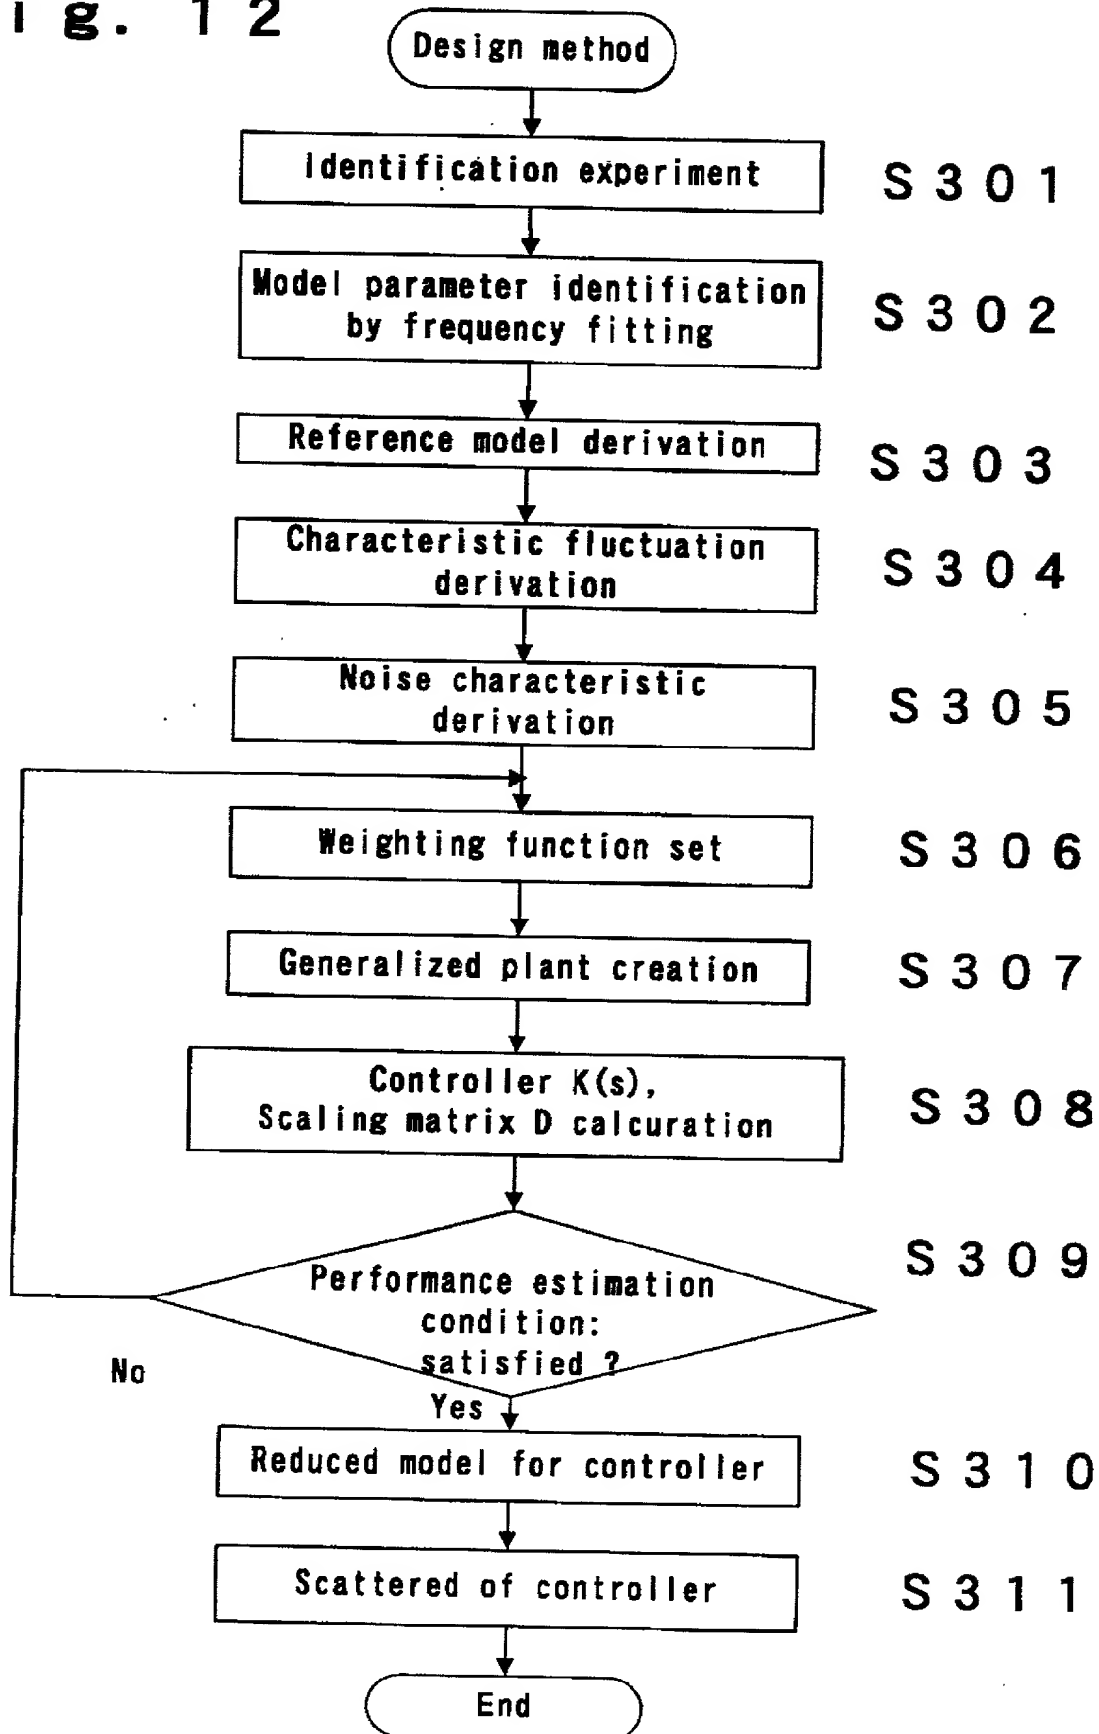 ig. 12
Design method
Identification experiment
S301
Model parameter identification
by frequency fitting
S302
Reference model derivation
S303
Characteristic fluctuation
derivation
S304
Noise characteristic
derivation
S305
Weighting function set
S306
Generalized plant creation
S307
Controller K(s),
Scaling matrix D calcuration
S308
Performance estimation
condition:
satisfied ?
S309
No
Yes
Reduced model for controller
S310
Scattered of controller
S311
End